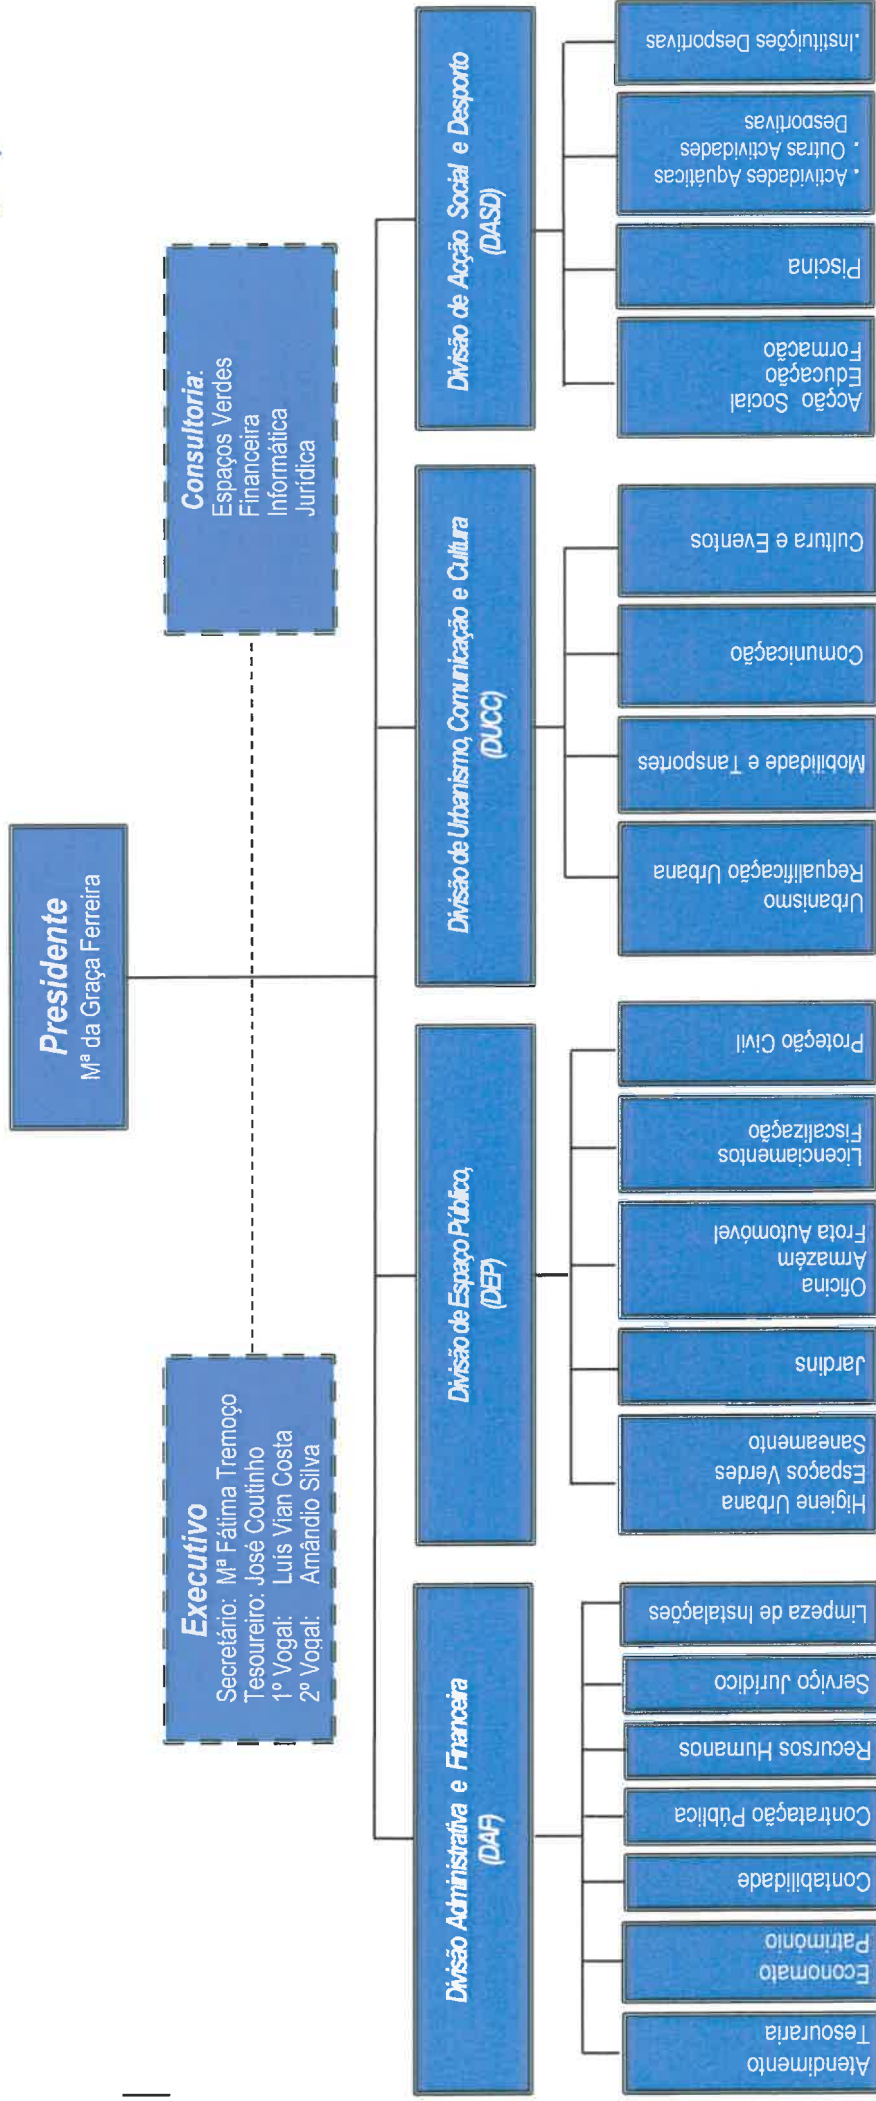 Presidente
Mª da Graça Ferreira
Executivo
Secretário: Mª Fátima Tremoço
Tesoureiro: José Coutinho
1º Vogal: Luís Vian Costa
2º Vogal: Amândio Silva
Consultoria:
Espaços Verdes
Financeira
Informática
Jurídica
Divisão Administrativa e Financeira
(DAF)
Divisão de Espaço Público,
(DEP)
Divisão de Urbanismo, Comunicação e Cultura
(DUCC)
Divisão de Acção Social e Desporto
(DASD)
Atendimento
Tesouraria
Economato
Património
Contabilidade
Contratação Pública
Recursos Humanos
Serviço Jurídico
Limpeza de Instalações
Higiene Urbana
Espaços Verdes
Saneamento
Jardins
Oficina
Armazém
Frota Automóvel
Licenciamentos
Fiscalização
Proteção Civil
Urbanismo
Requalificação Urbana
Mobilidade e Tansportes
Comunicação
Cultura e Eventos
Acção Social
Educação
Formação
Piscina
• Actividades Aquáticas
• Outras Actividades
Desportivas
.Instituições Desportivas